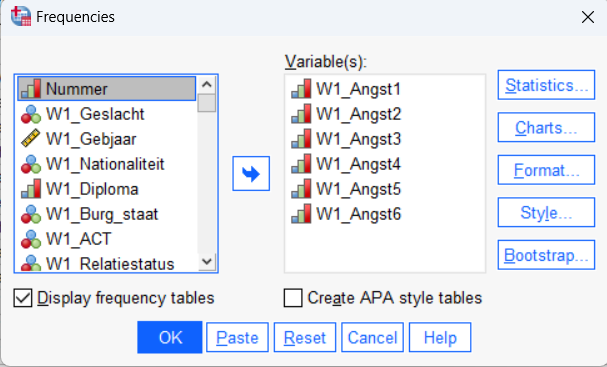 Frequencies
Variable(s):
Nummer
W1_Geslacht
W1_Gebjaar
W1_Nationaliteit
W1_Diploma
W1_Burg_staat
W1_ACT
W1_Relatiestatus
W1_Angst1
W1_Angst2
W1_Angst3
W1_Angst4
W1_Angst5
W1_Angst6
Statistics...
Charts...
Format...
Style...
Bootstrap...
Display frequency tables
Create APA style tables
OK
Paste
Reset
Cancel
Help